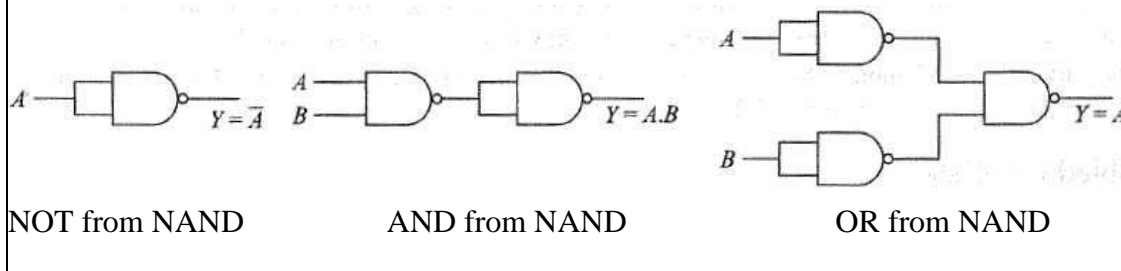 A
Y = A̅
A
B
Y = A.B
A
B
Y = A
NOT from NAND
AND from NAND
OR from NAND